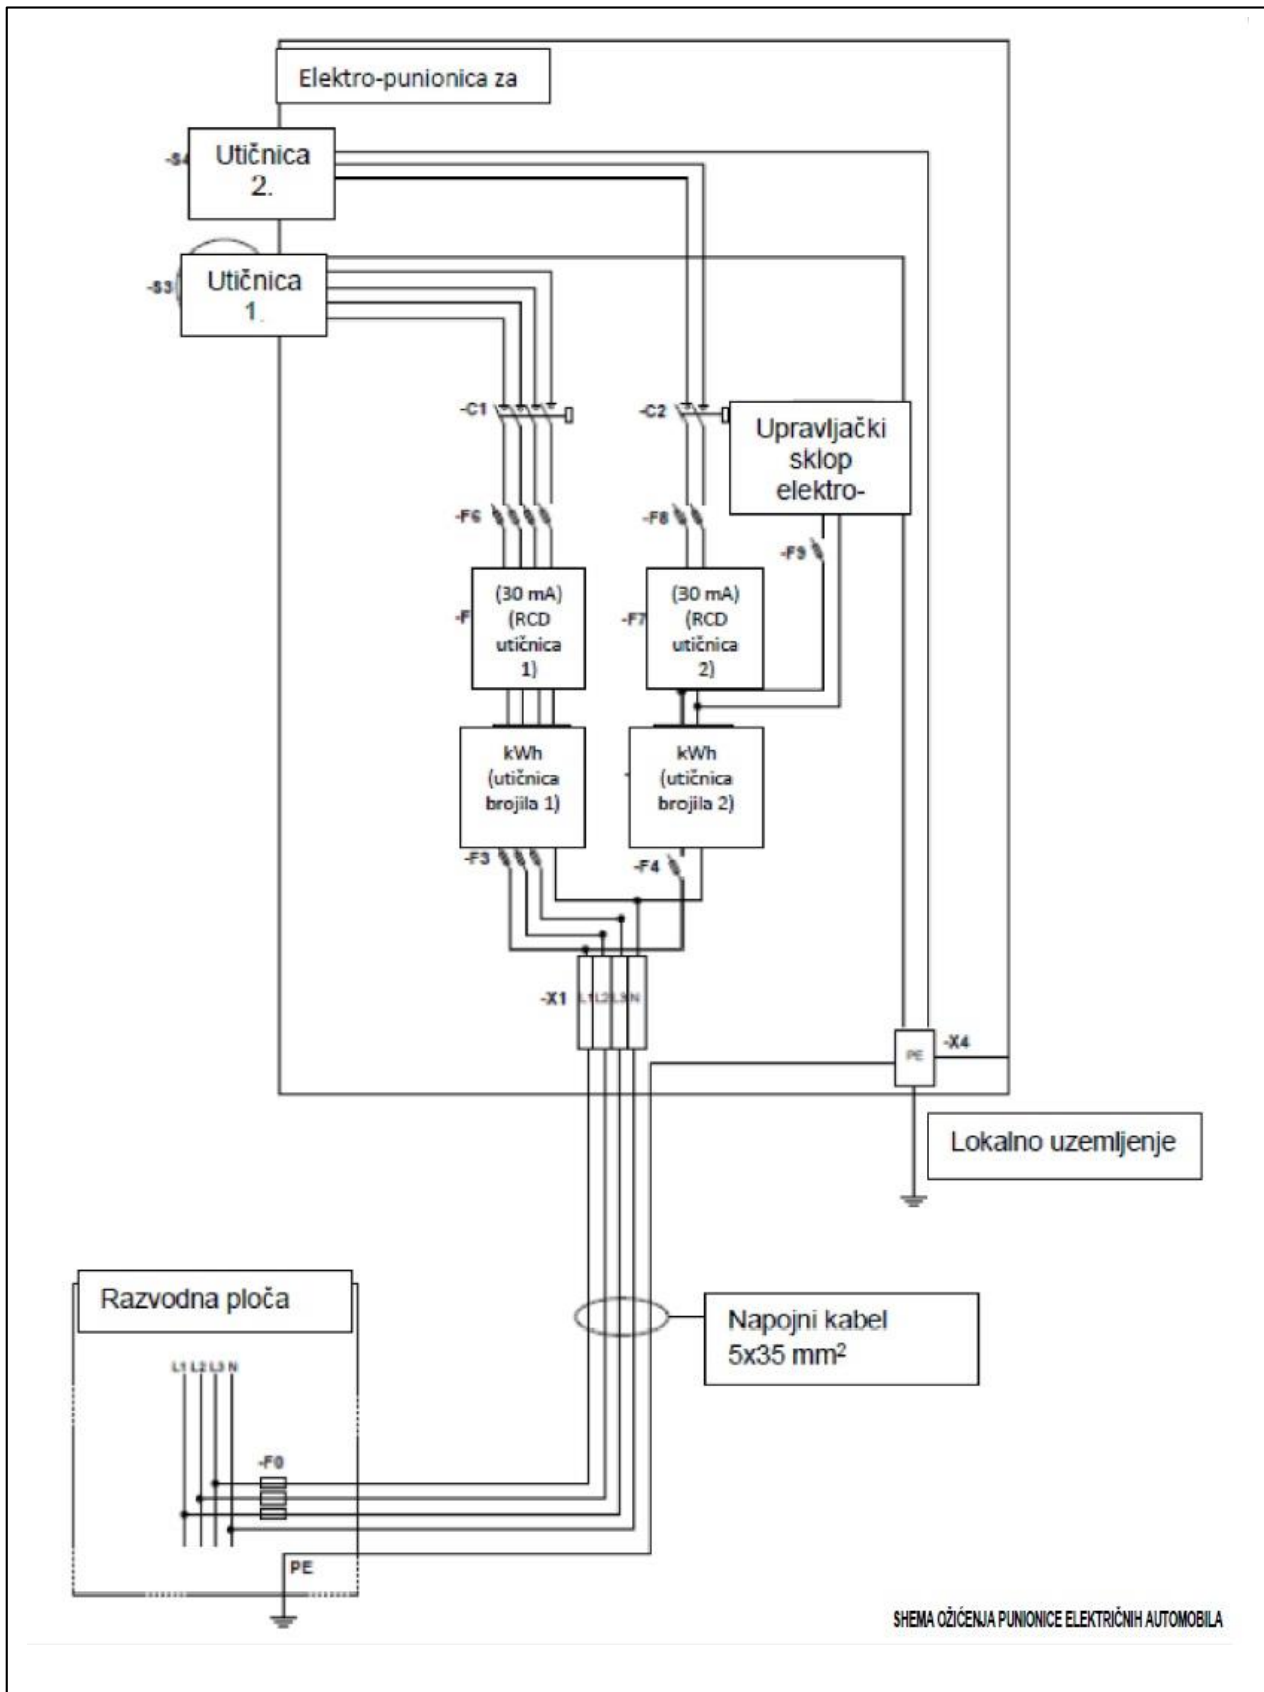 Elektro-punionica za
-S4
Utičnica
2.
-S3
Utičnica
1.
-C1
-C2
Upravljački
sklop
elektro-
-F6
-F8
-F9
-F
(30 mA)
(RCD
utičnica
1)
-F7
(30 mA)
(RCD
utičnica
2)
kWh
(utičnica
brojila 1)
kWh
(utičnica
brojila 2)
-F3
-F4
-X1
L1 L2 L3 N
PE
-X4
Lokalno uzemljenje
Razvodna ploča
Napojni kabel
5x35 mm²
L1 L2 L3 N
-F0
PE
SHEMA OŽIĆENJA PUNIONICE ELEKTRIČNIH AUTOMOBILA